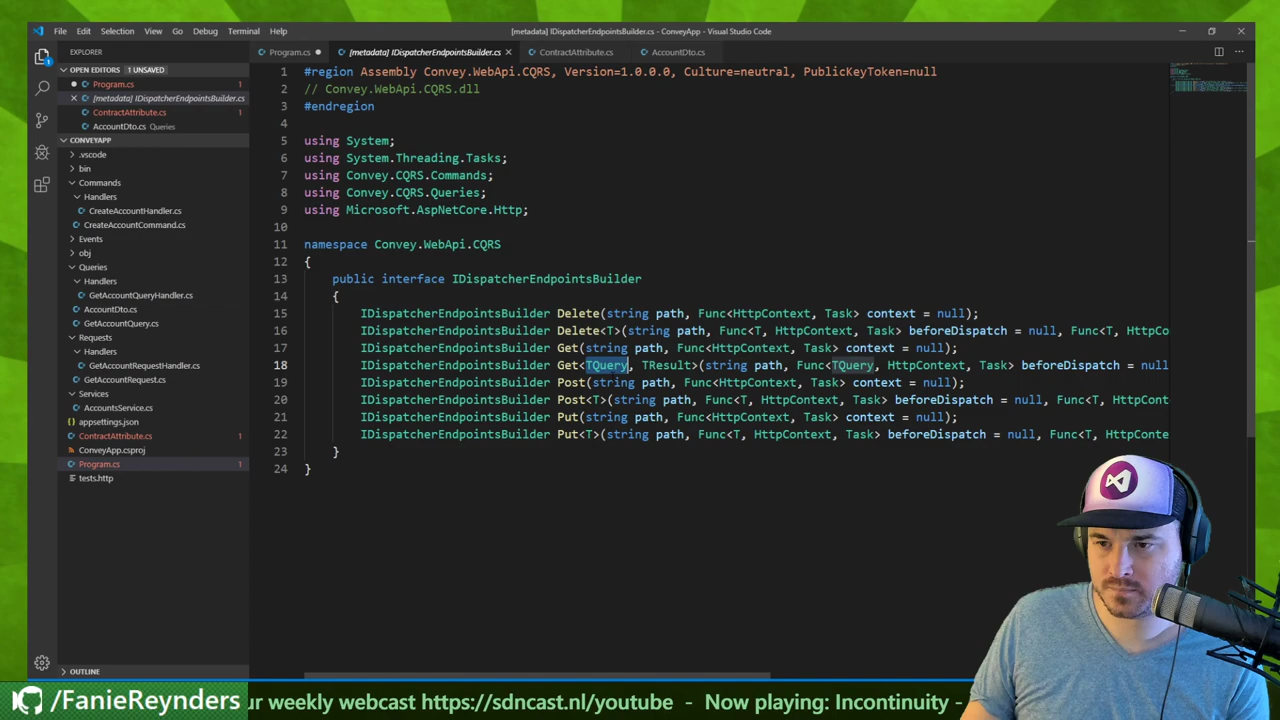 File Edit Selection View Go Debug Terminal Help
[metadata] IDispatcherEndpointsBuilder.cs - ConveyApp - Visual Studio Code
EXPLORER
Program.cs
[metadata] IDispatcherEndpointsBuilder.cs
ContractAttribute.cs
AccountDto.cs
OPEN EDITORS 1 UNSAVED
Program.cs 1
[metadata] IDispatcherEndpointsBuilder.cs
ContractAttribute.cs 1
AccountDto.cs Queries
CONVEYAPP
.vscode
bin
Commands
Handlers
CreateAccountHandler.cs
CreateAccountCommand.cs
Events
obj
Queries
Handlers
GetAccountQueryHandler.cs
AccountDto.cs
GetAccountQuery.cs
Requests
Handlers
GetAccountRequestHandler.cs
GetAccountRequest.cs
Services
AccountsService.cs
appsettings.json
ContractAttribute.cs 1
ConveyApp.csproj
Program.cs 1
tests.http
OUTLINE
1 #region Assembly Convey.WebApi.CQRS, Version=1.0.0.0, Culture=neutral, PublicKeyToken=null
2 // Convey.WebApi.CQRS.dll
3 #endregion
4
5 using System;
6 using System.Threading.Tasks;
7 using Convey.CQRS.Commands;
8 using Convey.CQRS.Queries;
9 using Microsoft.AspNetCore.Http;
10
11 namespace Convey.WebApi.CQRS
12 {
13 public interface IDispatcherEndpointsBuilder
14 {
15 IDispatcherEndpointsBuilder Delete(string path, Func<HttpContext, Task> context = null);
16 IDispatcherEndpointsBuilder Delete<T>(string path, Func<T, HttpContext, Task> beforeDispatch = null, Func<T, HttpCo
17 IDispatcherEndpointsBuilder Get(string path, Func<HttpContext, Task> context = null);
18 IDispatcherEndpointsBuilder Get<TQuery, TResult>(string path, Func<TQuery, HttpContext, Task> beforeDispatch = null
19 IDispatcherEndpointsBuilder Post(string path, Func<HttpContext, Task> context = null);
20 IDispatcherEndpointsBuilder Post<T>(string path, Func<T, HttpContext, Task> beforeDispatch = null, Func<T, HttpCont
21 IDispatcherEndpointsBuilder Put(string path, Func<HttpContext, Task> context = null);
22 IDispatcherEndpointsBuilder Put<T>(string path, Func<T, HttpContext, Task> beforeDispatch = null, Func<T, HttpConte
23 }
24 }
/FanieReynders
ur weekly webcast https://sdncast.nl/youtube - Now playing: Incontinuity -